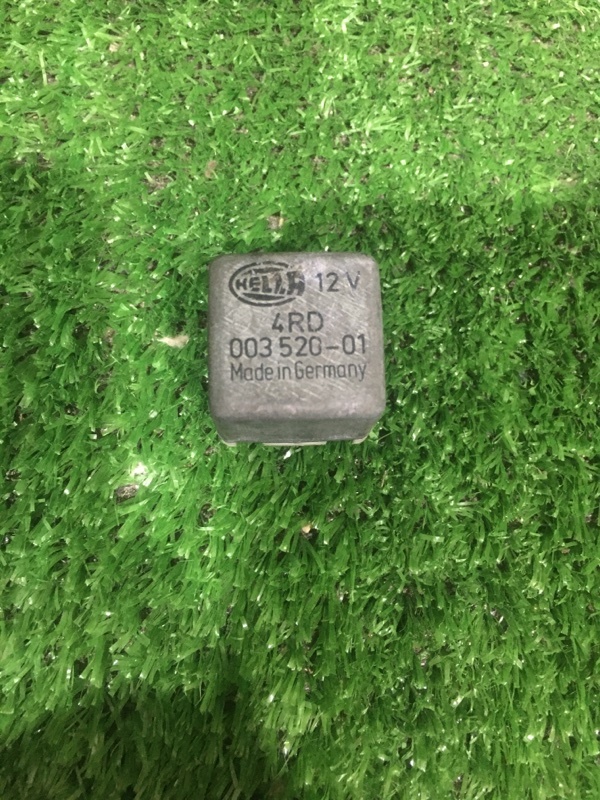 HELLA 12 V
4RD
003 520-01
Made in Germany